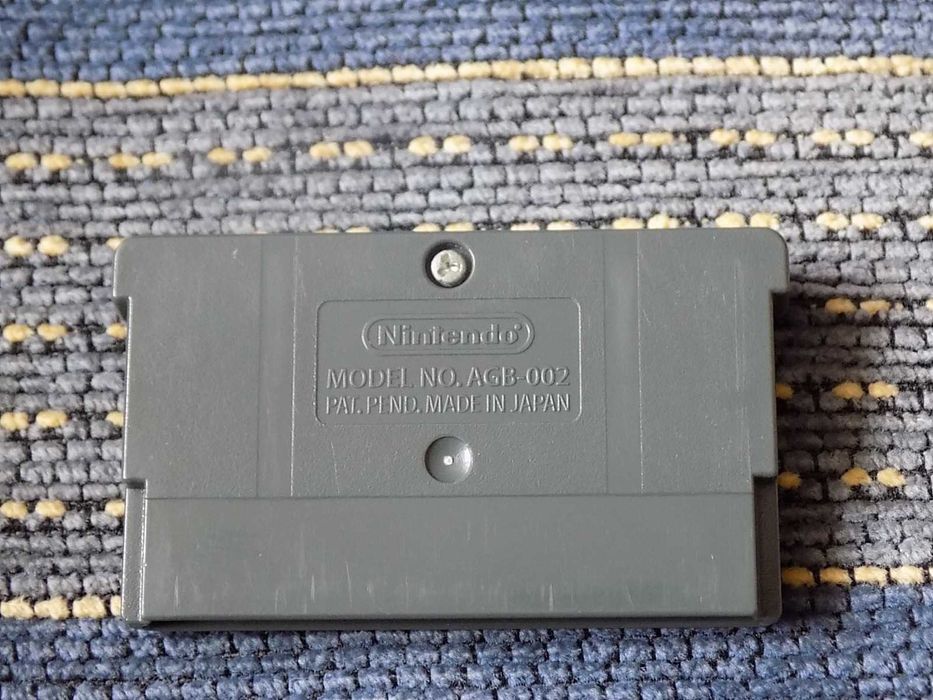 Nintendo®
MODEL NO. AGB-002
PAT. PEND. MADE IN JAPAN